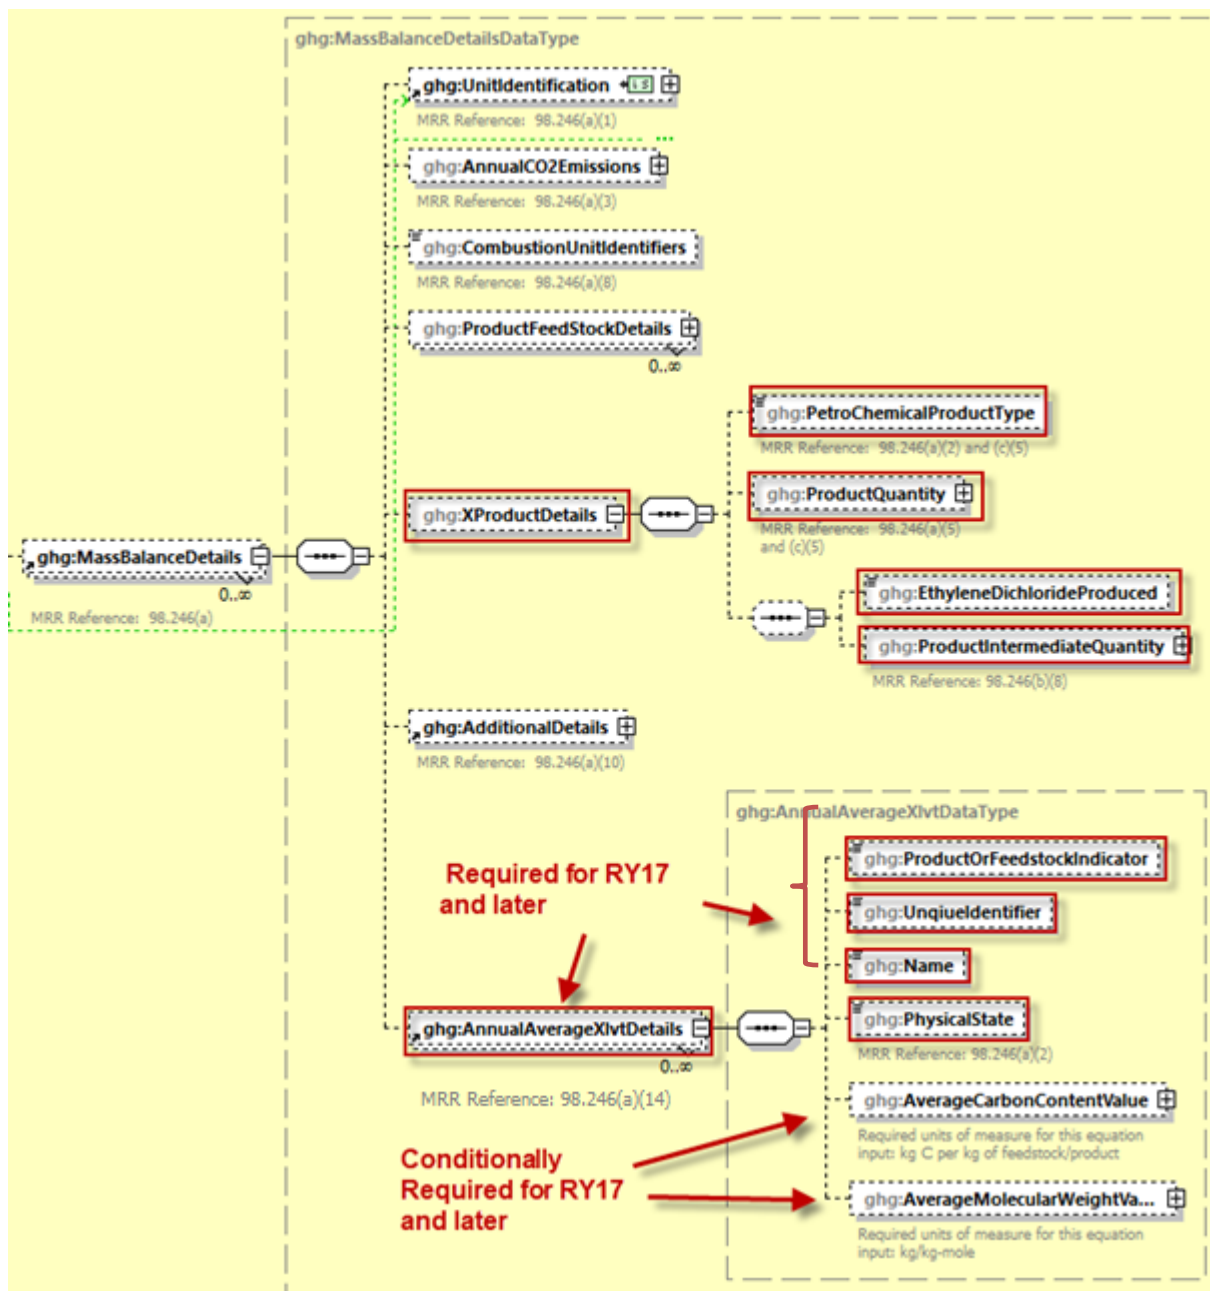 ghg:MassBalanceDetailsDataType
ghg:UnitIdentification
MRR Reference: 98.246(a)(1)
ghg:AnnualCO2Emissions
MRR Reference: 98.246(a)(3)
ghg:CombustionUnitIdentifiers
MRR Reference: 98.246(a)(8)
ghg:ProductFeedStockDetails
0..∞
ghg:PetroChemicalProductType
MRR Reference: 98.246(a)(2) and (c)(5)
ghg:ProductQuantity
MRR Reference: 98.246(a)(5)
and (c)(5)
ghg:XProductDetails
ghg:MassBalanceDetails
0..∞
MRR Reference: 98.246(a)
ghg:EthyleneDichlorideProduced
ghg:ProductIntermediateQuantity
MRR Reference: 98.246(b)(8)
ghg:AdditionalDetails
MRR Reference: 98.246(a)(10)
ghg:AnnualAverageXlvtDataType
ghg:ProductOrFeedstockIndicator
Required for RY17
and later
ghg:UnqiueIdentifier
ghg:Name
ghg:PhysicalState
MRR Reference: 98.246(a)(2)
ghg:AnnualAverageXlvtDetails
0..∞
MRR Reference: 98.246(a)(14)
ghg:AverageCarbonContentValue
Required units of measure for this equation
input: kg C per kg of feedstock/product
Conditionally
Required for RY17
and later
ghg:AverageMolecularWeightVa...
Required units of measure for this equation
input: kg/kg-mole